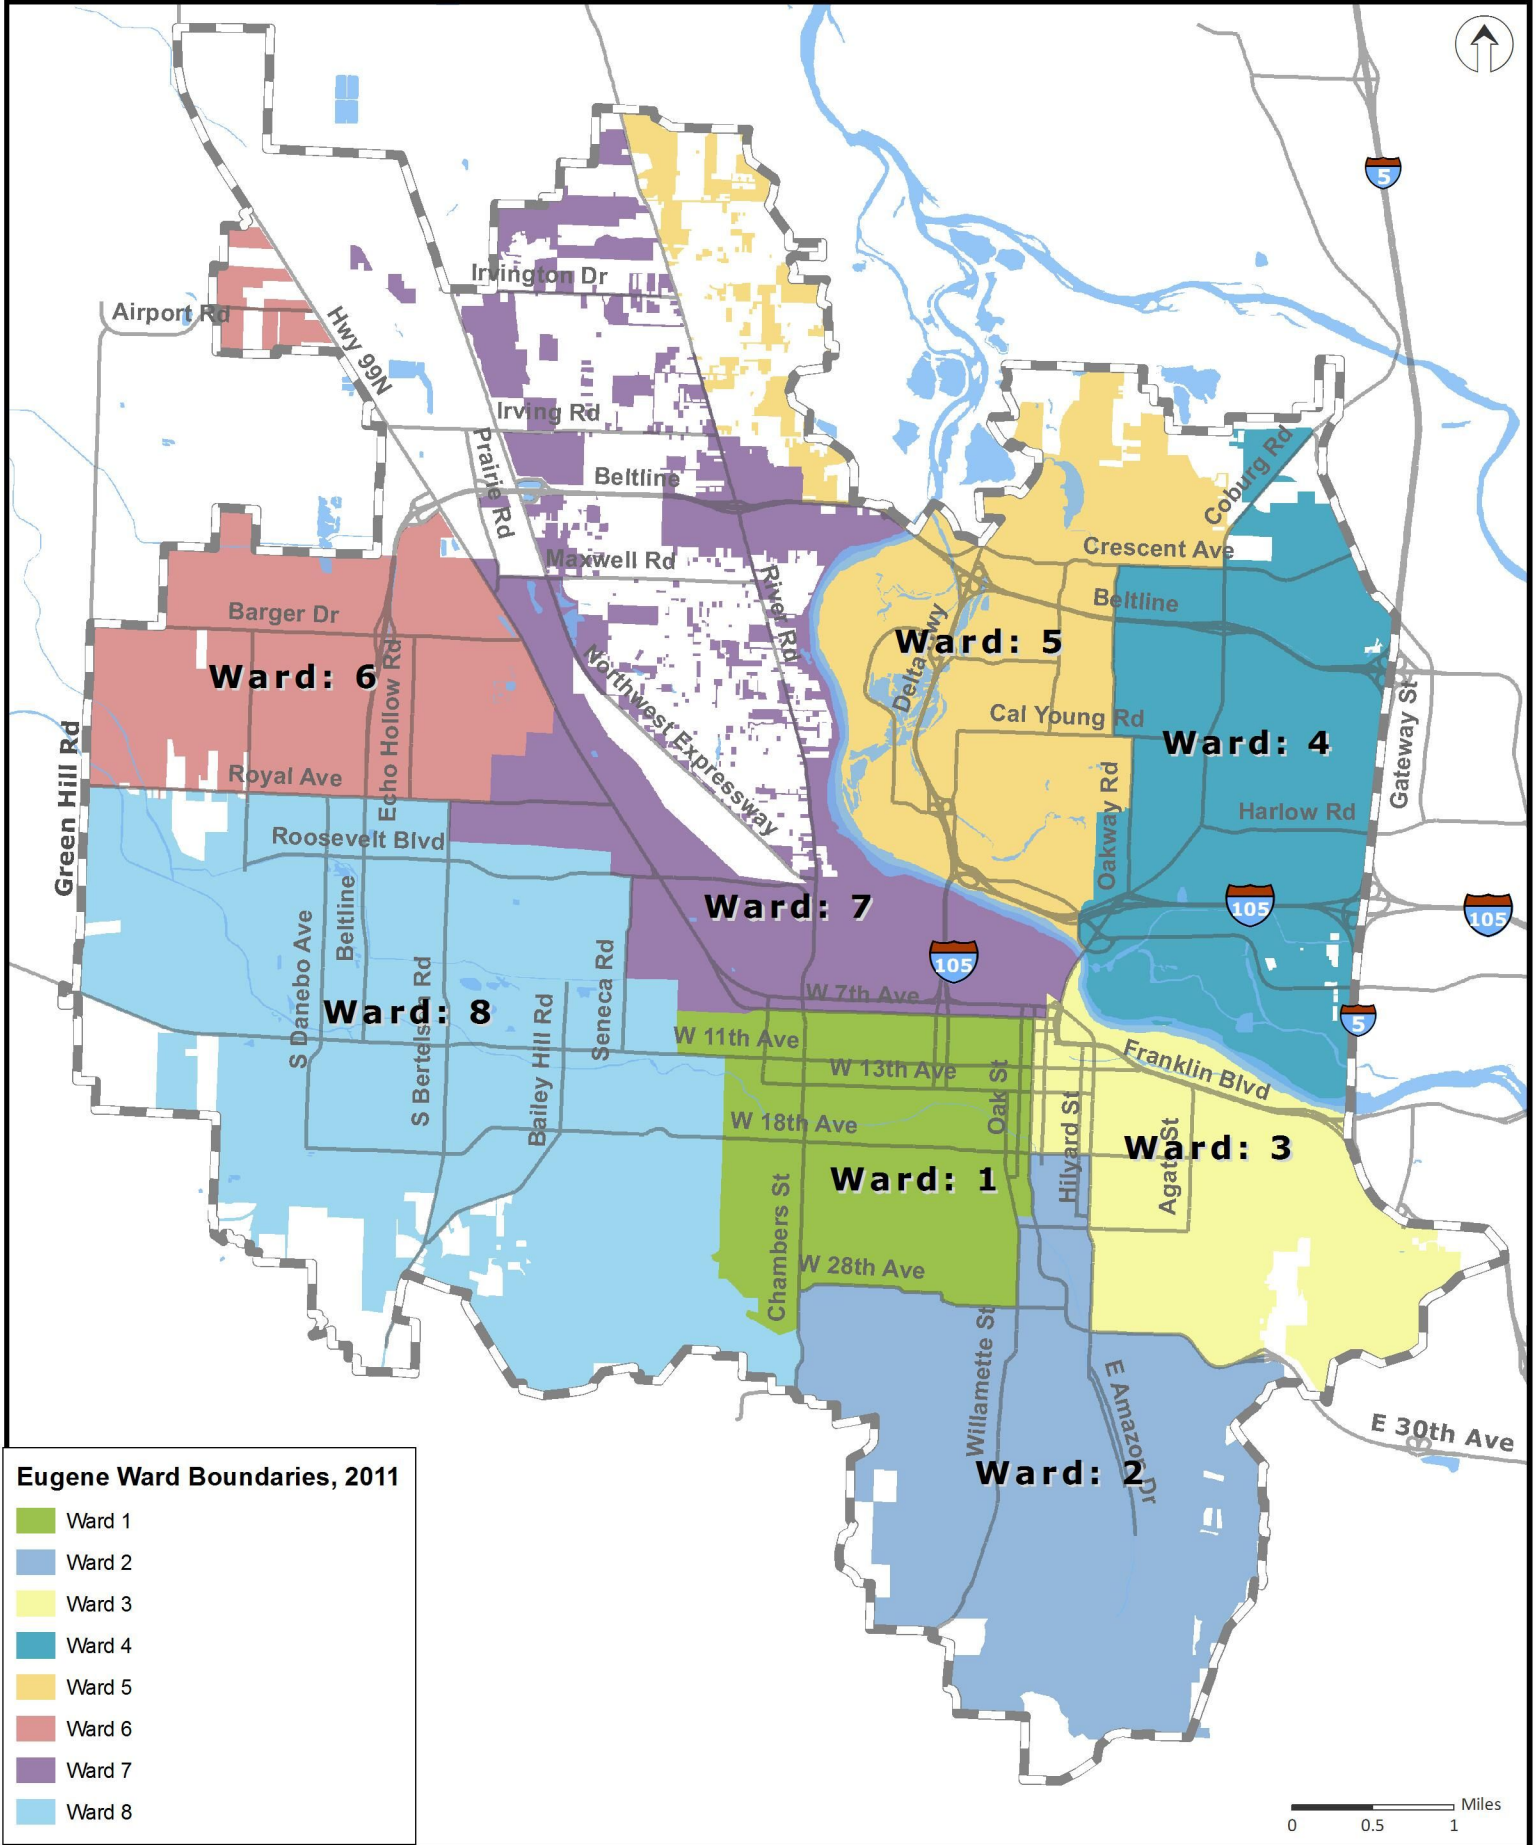 5
Irvington Dr
Airport Rd
Hwy 99N
Irving Rd
Prairie Rd
Beltline
Coburg Rd
Crescent Ave
Maxwell Rd
River Rd
Beltline
Barger Dr
Ward: 5
Delta Hwy
Ward: 6
Echo Hollow Rd
Northwest Expressway
Cal Young Rd
Ward: 4
Gateway St
Green Hill Rd
Royal Ave
Oakway Rd
Harlow Rd
Roosevelt Blvd
Ward: 7
105
105
Beltline
S Danebo Ave
Seneca Rd
105
W 7th Ave
Ward: 8
S Bertelsen Rd
Bailey Hill Rd
5
W 11th Ave
W 13th Ave
Franklin Blvd
Oak St
Hilyard St
W 18th Ave
Ward: 3
Agate St
Ward: 1
Chambers St
W 28th Ave
Willamette St
E Amazon Dr
E 30th Ave
Ward: 2
Eugene Ward Boundaries, 2011
Ward 1
Ward 2
Ward 3
Ward 4
Ward 5
Ward 6
Ward 7
Ward 8
Miles
0 0.5 1